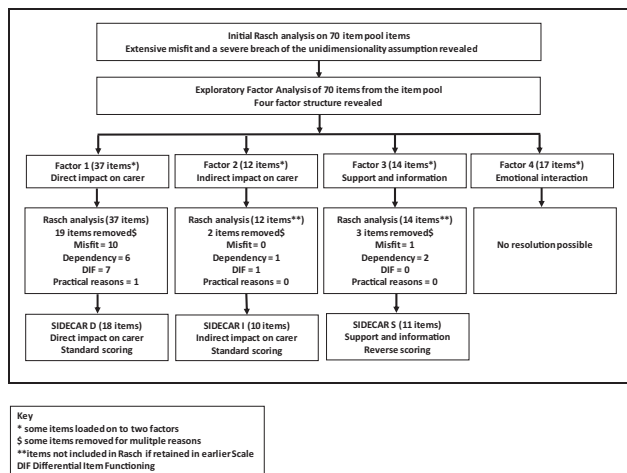 Initial Rasch analysis on 70 item pool items
Extensive misfit and a severe breach of the unidimensionality assumption revealed
Exploratory Factor Analysis of 70 items from the item pool
Four factor structure revealed
Factor 1 (37 items*)
Direct impact on carer
Factor 2 (12 items*)
Indirect impact on carer
Factor 3 (14 items*)
Support and information
Factor 4 (17 items*)
Emotional interaction
Rasch analysis (37 items)
19 items removed$
Misfit = 10
Dependency = 6
DIF = 7
Practical reasons = 1
Rasch analysis (12 items**)
2 items removed$
Misfit = 0
Dependency = 1
DIF = 1
Practical reasons = 0
Rasch analysis (14 items**)
3 items removed$
Misfit = 1
Dependency = 2
DIF = 0
Practical reasons = 0
No resolution possible
SIDECAR D (18 items)
Direct impact on carer
Standard scoring
SIDECAR I (10 items)
Indirect impact on carer
Standard scoring
SIDECAR S (11 items)
Support and information
Reverse scoring
Key
* some items loaded on to two factors
$ some items removed for mulitple reasons
**items not included in Rasch if retained in earlier Scale
DIF Differential Item Functioning